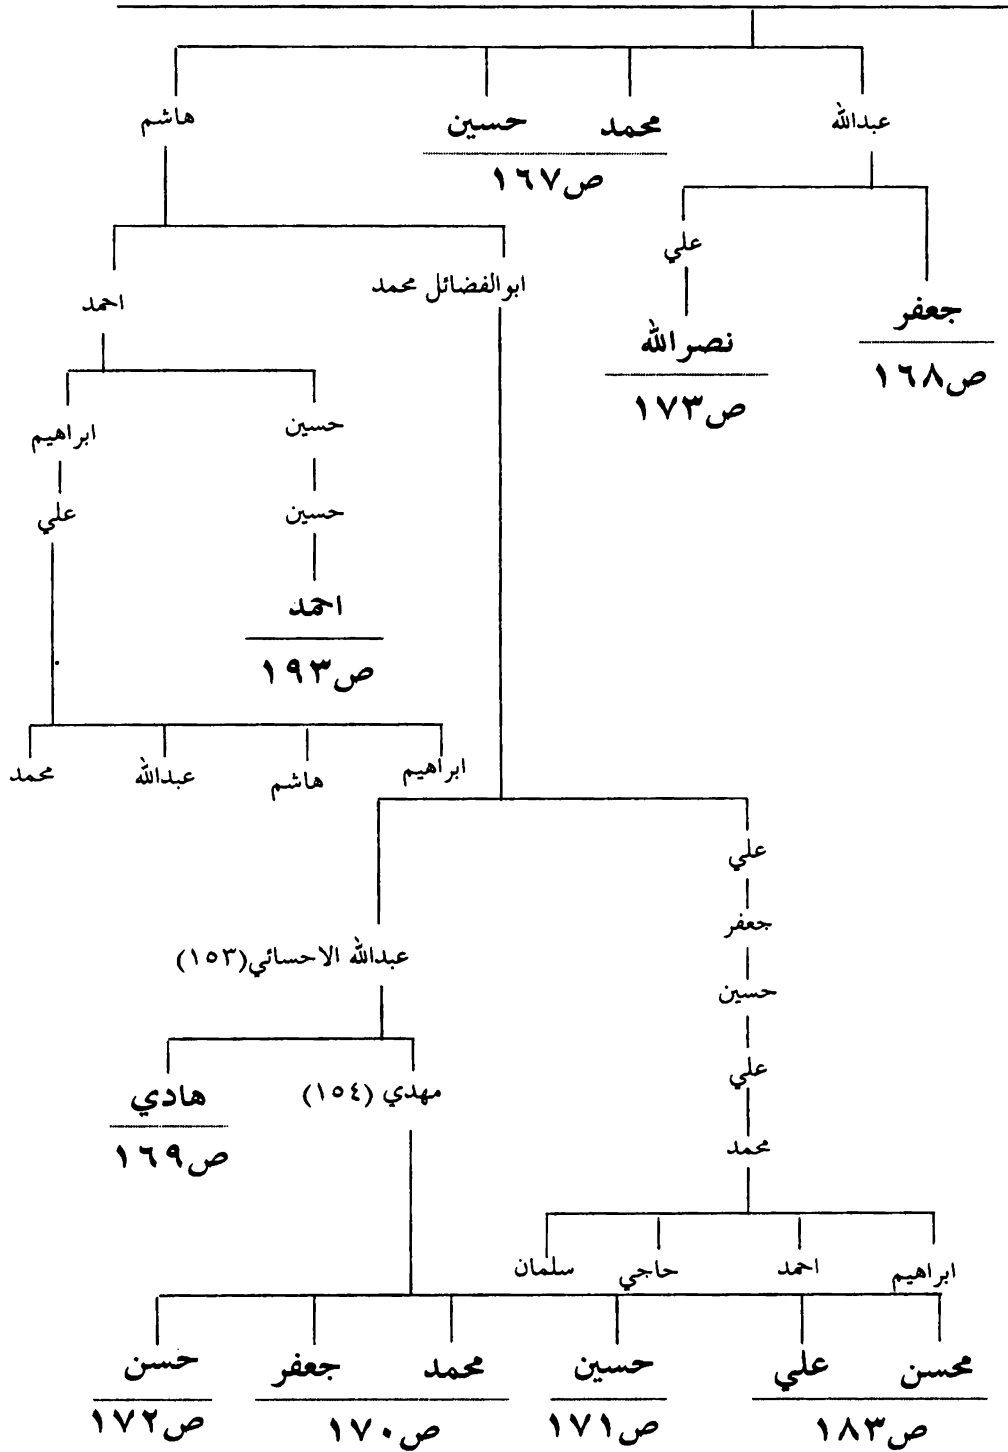 عبدالله محمد حسين هاشم
ص١٦٧
علي
ابوالفضائل محمد احمد
جعفر
نصرالله
ص١٦٨
ص١٧٣
حسين ابراهيم
حسين علي
احمد
ص١٩٣
ابراهيم هاشم عبدالله محمد
علي
جعفر
عبدالله الاحسائي(١٥٣)
حسين
علي
مهدي (١٥٤) هادي
محمد
ص١٦٩
ابراهيم احمد حاجي سلمان
محسن علي حسين محمد جعفر حسن
ص١٨٣ ص١٧١ ص١٧٠ ص١٧٢